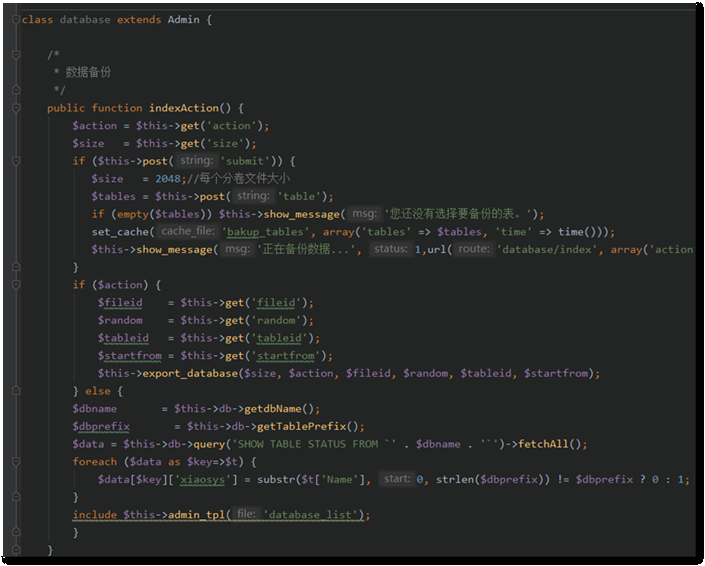 class database extends Admin {
/*
* 数据备份
*/
public function indexAction() {
$action = $this->get('action');
$size   = $this->get('size');
if ($this->post( string: 'submit')) {
$size   = 2048;//每个分卷文件大小
$tables = $this->post( string: 'table');
if (empty($tables)) $this->show_message( msg: '您还没有选择要备份的表。');
set_cache( cache_file: 'bakup_tables', array('tables' => $tables, 'time' => time()));
$this->show_message( msg: '正在备份数据...', status: 1,url( route: 'database/index', array('action
}
if ($action) {
$fileid    = $this->get('fileid');
$random    = $this->get('random');
$tableid   = $this->get('tableid');
$startfrom = $this->get('startfrom');
$this->export_database($size, $action, $fileid, $random, $tableid, $startfrom);
} else {
$dbname      = $this->db->getdbName();
$dbprefix      = $this->db->getTablePrefix();
$data = $this->db->query('SHOW TABLE STATUS FROM `' . $dbname . '`')->fetchAll();
foreach ($data as $key=>$t) {
$data[$key]['xiaosys'] = substr($t['Name'], start: 0, strlen($dbprefix)) != $dbprefix ? 0 : 1;
}
include $this->admin_tpl( file: 'database_list');
}
}